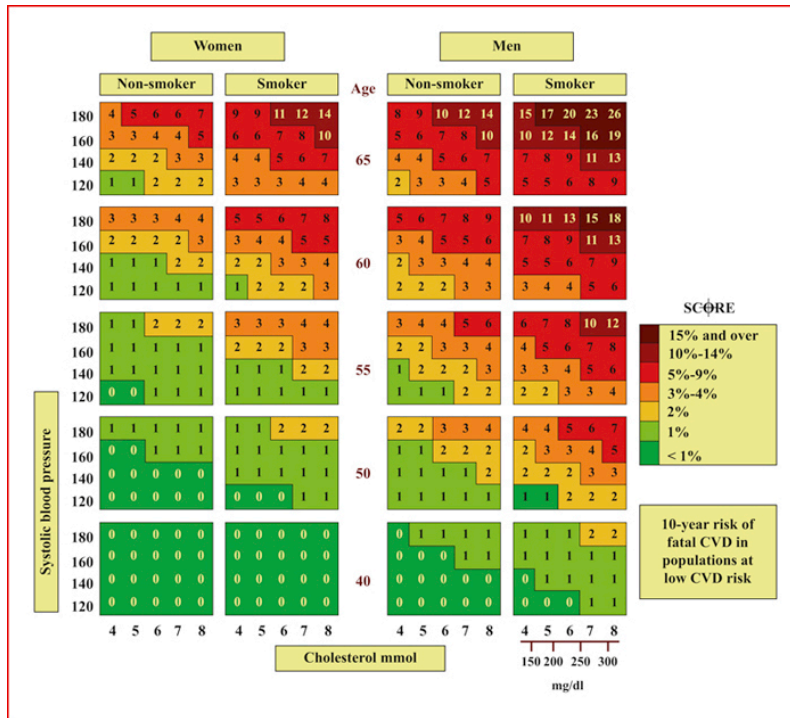 Women Men
Non-smoker Smoker Age Non-smoker Smoker
180 4 5 6 6 7 9 9 11 12 14 8 9 10 12 14 15 17 20 23 26
160 3 3 4 4 5 6 6 7 8 10 5 6 7 8 10 10 12 14 16 19
65
140 2 2 2 3 3 4 4 5 6 7 4 4 5 6 7 7 8 9 11 13
120 1 1 2 2 2 3 3 3 4 4 2 3 3 4 5 5 5 6 8 9
180 3 3 3 4 4 5 5 6 7 8 5 6 7 8 9 10 11 13 15 18
160 2 2 2 2 3 3 4 4 5 5 3 4 5 5 6 7 8 9 11 13
60
140 1 1 1 2 2 2 2 3 3 4 2 3 3 4 4 5 5 6 7 9
120 1 1 1 1 1 1 2 2 2 3 2 2 2 3 3 3 4 4 5 6
180 1 1 2 2 2 3 3 3 4 4 3 4 4 5 6 6 7 8 10 12
160 1 1 1 1 1 2 2 2 3 3 2 2 3 3 4 4 5 6 7 8
55
140 1 1 1 1 1 1 1 1 2 2 1 2 2 2 3 3 3 4 5 6
120 0 0 1 1 1 1 1 1 1 1 1 1 1 2 2 2 2 3 3 4
180 1 1 1 1 1 1 1 2 2 2 2 2 3 3 4 4 4 5 6 7
160 0 0 1 1 1 1 1 1 1 1 1 1 2 2 2 2 3 3 4 5
50
140 0 0 0 0 0 1 1 1 1 1 1 1 1 1 2 2 2 2 3 3
120 0 0 0 0 0 0 0 0 1 1 1 1 1 1 1 1 1 2 2 2
180 0 0 0 0 0 0 0 0 0 0 0 1 1 1 1 1 1 1 2 2
160 0 0 0 0 0 0 0 0 0 0 0 0 0 1 1 1 1 1 1 1
40
140 0 0 0 0 0 0 0 0 0 0 0 0 0 0 0 0 1 1 1 1
120 0 0 0 0 0 0 0 0 0 0 0 0 0 0 0 0 0 0 1 1
4 5 6 7 8 4 5 6 7 8 4 5 6 7 8 4 5 6 7 8
Systolic blood pressure
Cholesterol mmol
150 200 250 300
mg/dl
SCORE
15% and over
10%-14%
5%-9%
3%-4%
2%
1%
< 1%
10-year risk of
fatal CVD in
populations at
low CVD risk